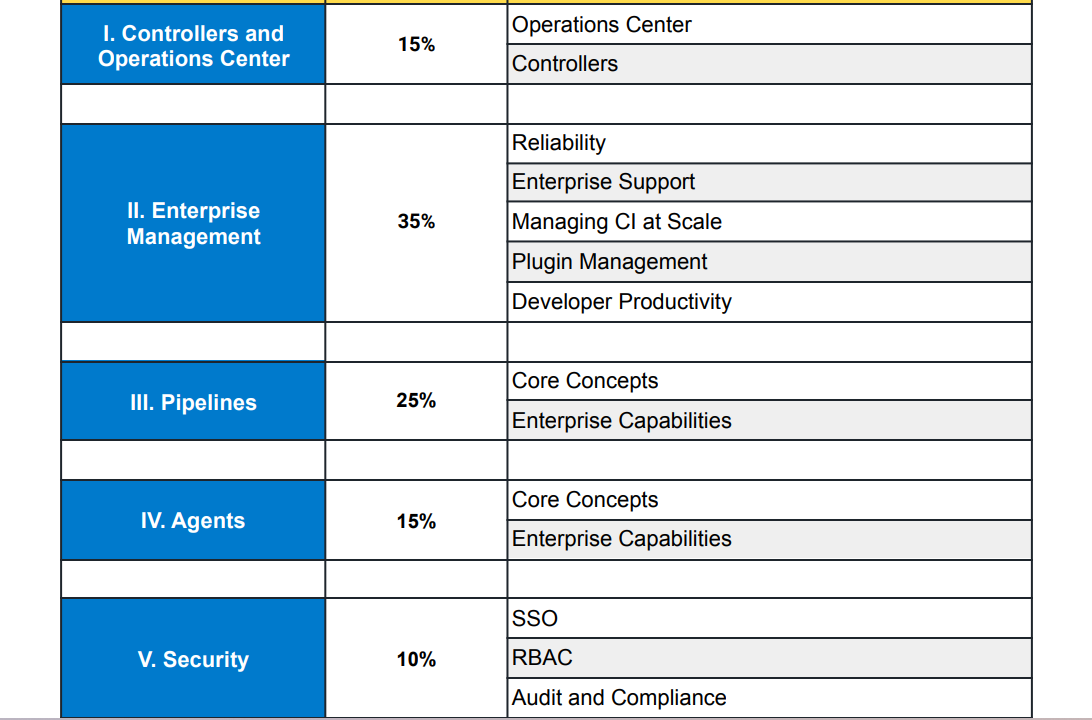 I. Controllers and
Operations Center
15%
Operations Center
Controllers
II. Enterprise
Management
35%
Reliability
Enterprise Support
Managing CI at Scale
Plugin Management
Developer Productivity
III. Pipelines
25%
Core Concepts
Enterprise Capabilities
IV. Agents
15%
Core Concepts
Enterprise Capabilities
V. Security
10%
SSO
RBAC
Audit and Compliance